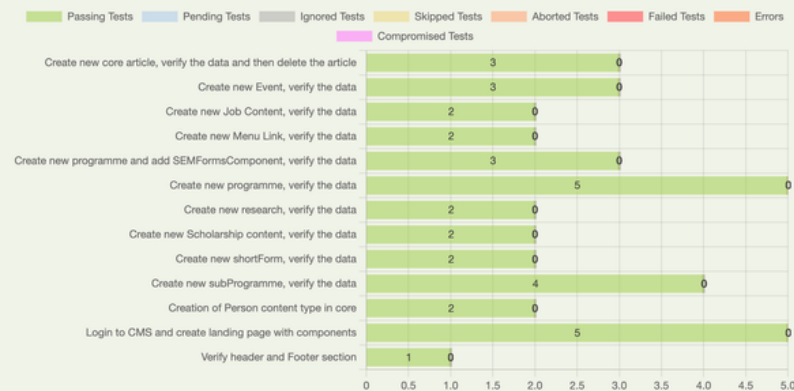 Passing Tests Pending Tests Ignored Tests Skipped Tests Aborted Tests Failed Tests Errors
Compromised Tests
Create new core article, verify the data and then delete the article 3 0
Create new Event, verify the data 3 0
Create new Job Content, verify the data 2 0
Create new Menu Link, verify the data 2 0
Create new programme and add SEMFormsComponent, verify the data 3 0
Create new programme, verify the data 5 0
Create new research, verify the data 2 0
Create new Scholarship content, verify the data 2 0
Create new shortForm, verify the data 2 0
Create new subProgramme, verify the data 4 0
Creation of Person content type in core 2 0
Login to CMS and create landing page with components 5 0
Verify header and Footer section 1 0
0 0.5 1.0 1.5 2.0 2.5 3.0 3.5 4.0 4.5 5.0